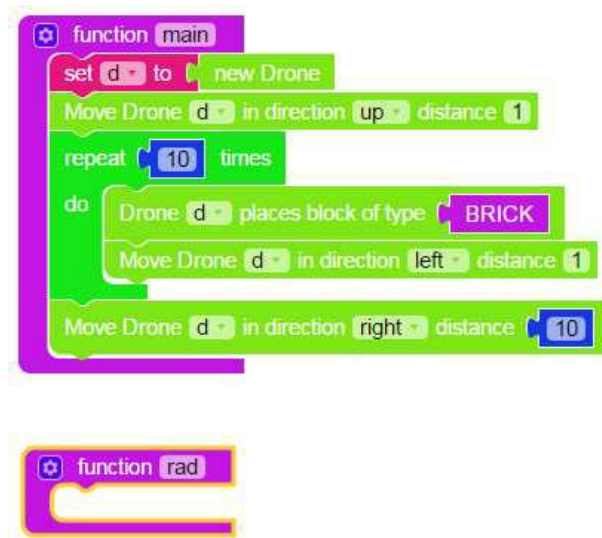 function main
set d to new Drone
Move Drone d in direction up distance 1
repeat 10 times
do
Drone d places block of type BRICK
Move Drone d in direction left distance 1
Move Drone d in direction right distance 10
function rad